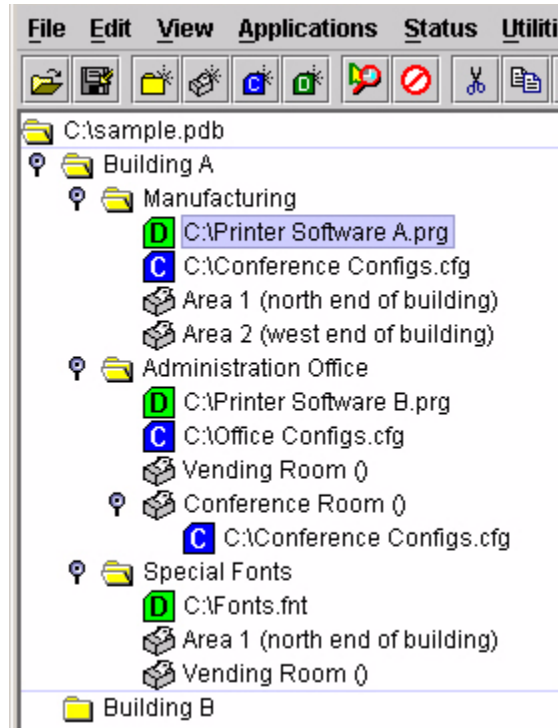 File Edit View Applications Status Utiliti
C D
C:\sample.pdb
Building A
Manufacturing
D C:\Printer Software A.prg
C C:\Conference Configs.cfg
Area 1 (north end of building)
Area 2 (west end of building)
Administration Office
D C:\Printer Software B.prg
C C:\Office Configs.cfg
Vending Room ()
Conference Room ()
C C:\Conference Configs.cfg
Special Fonts
D C:\Fonts.fnt
Area 1 (north end of building)
Vending Room ()
Building B